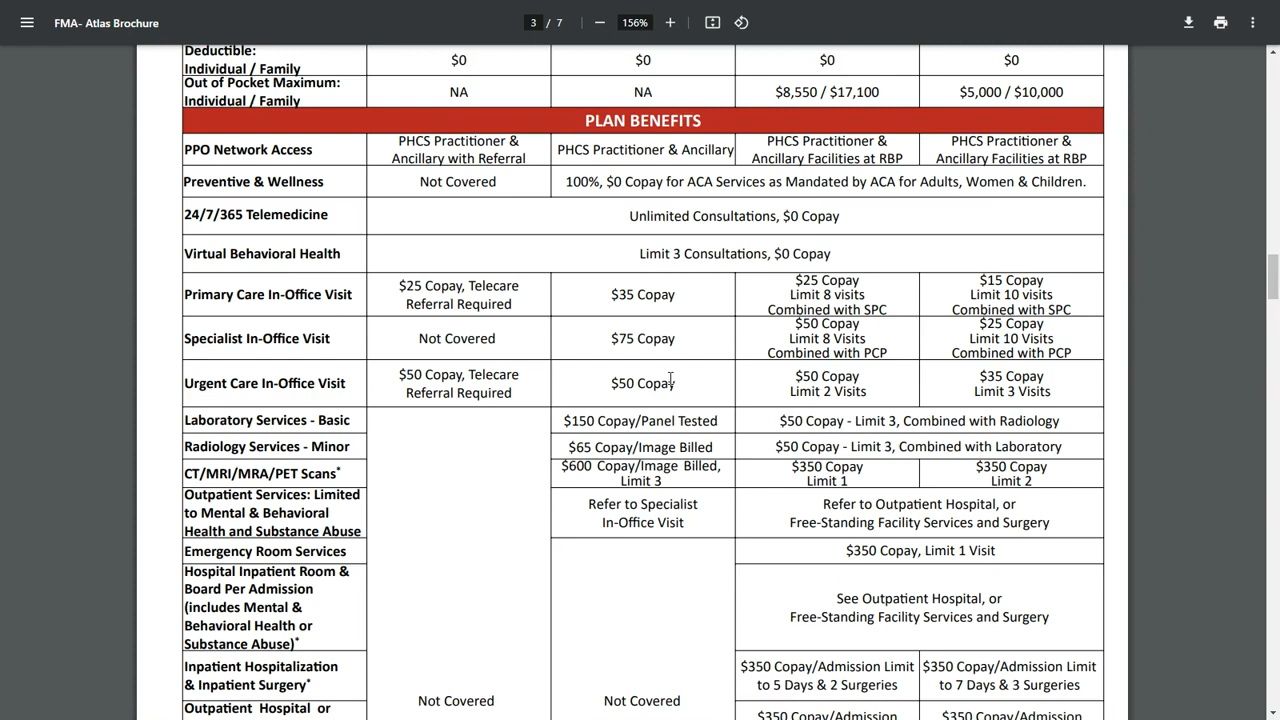 FMA- Atlas Brochure
3 / 7
156%
Deductible:
Individual / Family
$0
$0
$0
$0
Out of Pocket Maximum:
Individual / Family
NA
NA
$8,550 / $17,100
$5,000 / $10,000
PLAN BENEFITS
PPO Network Access
PHCS Practitioner &
Ancillary with Referral
PHCS Practitioner & Ancillary
PHCS Practitioner &
Ancillary Facilities at RBP
PHCS Practitioner &
Ancillary Facilities at RBP
Preventive & Wellness
Not Covered
100%, $0 Copay for ACA Services as Mandated by ACA for Adults, Women & Children.
24/7/365 Telemedicine
Unlimited Consultations, $0 Copay
Virtual Behavioral Health
Limit 3 Consultations, $0 Copay
Primary Care In-Office Visit
$25 Copay, Telecare
Referral Required
$35 Copay
$25 Copay
Limit 8 visits
Combined with SPC
$15 Copay
Limit 10 visits
Combined with SPC
Specialist In-Office Visit
Not Covered
$75 Copay
$50 Copay
Limit 8 Visits
Combined with PCP
$25 Copay
Limit 10 Visits
Combined with PCP
Urgent Care In-Office Visit
$50 Copay, Telecare
Referral Required
$50 Copay
$50 Copay
Limit 2 Visits
$35 Copay
Limit 3 Visits
Laboratory Services - Basic
$150 Copay/Panel Tested
$50 Copay - Limit 3, Combined with Radiology
Radiology Services - Minor
$65 Copay/Image Billed
$50 Copay - Limit 3, Combined with Laboratory
CT/MRI/MRA/PET Scans*
$600 Copay/Image Billed,
Limit 3
$350 Copay
Limit 1
$350 Copay
Limit 2
Outpatient Services: Limited
to Mental & Behavioral
Health and Substance Abuse
Refer to Specialist
In-Office Visit
Refer to Outpatient Hospital, or
Free-Standing Facility Services and Surgery
Emergency Room Services
$350 Copay, Limit 1 Visit
Hospital Inpatient Room &
Board Per Admission
(includes Mental &
Behavioral Health or
Substance Abuse)*
See Outpatient Hospital, or
Free-Standing Facility Services and Surgery
Inpatient Hospitalization
& Inpatient Surgery*
$350 Copay/Admission Limit
to 5 Days & 2 Surgeries
$350 Copay/Admission Limit
to 7 Days & 3 Surgeries
Not Covered
Not Covered
Outpatient Hospital or
$350 Copay/Admission
$350 Copay/Admission